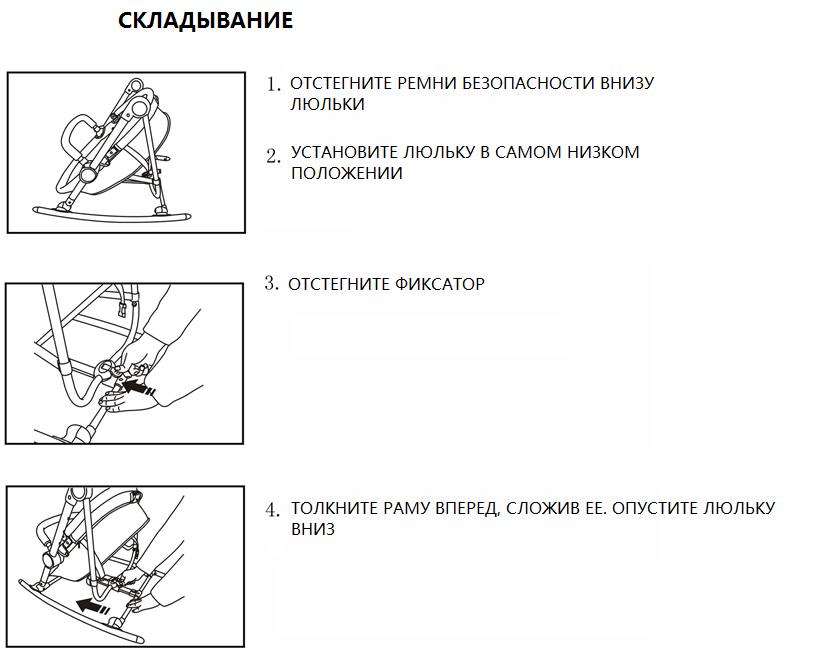 СКЛАДЫВАНИЕ
1. ОТСТЕГНИТЕ РЕМНИ БЕЗОПАСНОСТИ ВНИЗУ
ЛЮЛЬКИ
2. УСТАНОВИТЕ ЛЮЛЬКУ В САМОМ НИЗКОМ
ПОЛОЖЕНИИ
3. ОТСТЕГНИТЕ ФИКСАТОР
4. ТОЛКНИТЕ РАМУ ВПЕРЕД, СЛОЖИВ ЕЕ. ОПУСТИТЕ ЛЮЛЬКУ
ВНИЗ